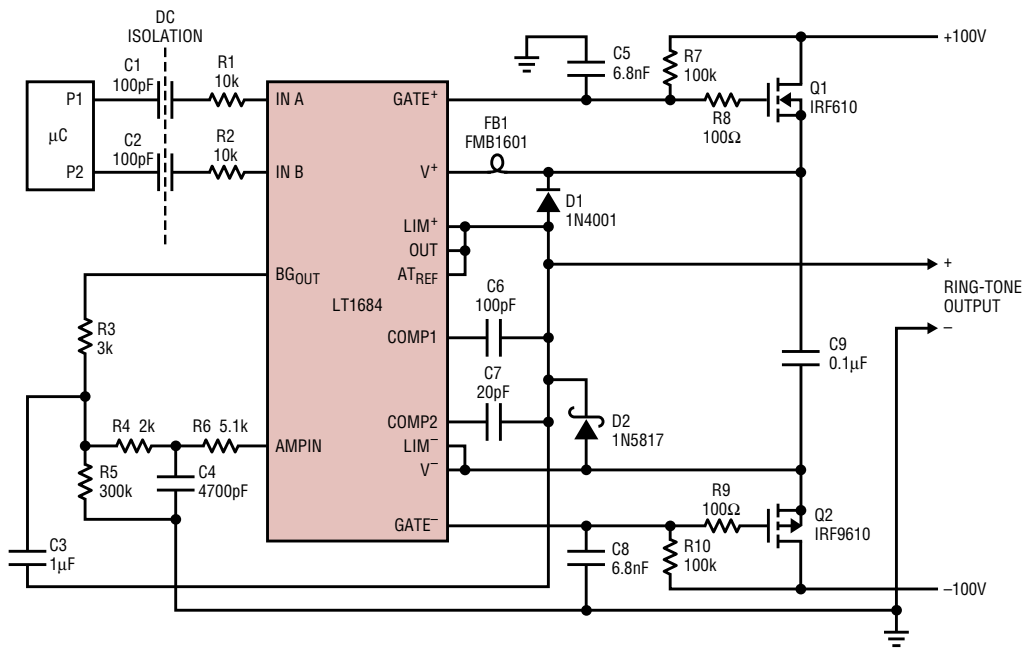 DC
ISOLATION
C1
100pF
R1
10k
C2
100pF
R2
10k
P1
µC
P2
IN A
IN B
BGOUT
LT1684
AMPIN
GATE+
V+
LIM+
OUT
ATREF
COMP1
COMP2
LIM–
V–
GATE–
C5
6.8nF
R7
100k
R8
100Ω
Q1
IRF610
+100V
FB1
FMB1601
D1
1N4001
+
RING-TONE
OUTPUT
–
C6
100pF
C7
20pF
D2
1N5817
C9
0.1µF
R3
3k
R4 2k
R6 5.1k
R5
300k
C4
4700pF
C3
1µF
R9
100Ω
Q2
IRF9610
C8
6.8nF
R10
100k
–100V